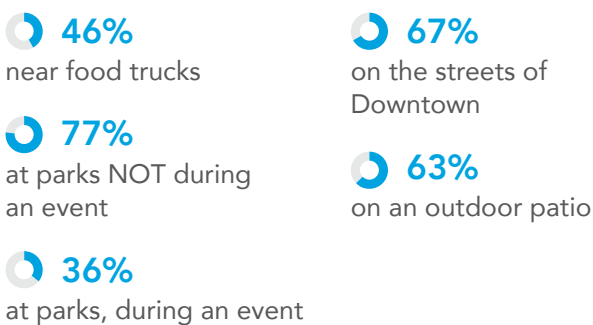 46%
near food trucks
77%
at parks NOT during
an event
36%
at parks, during an event
67%
on the streets of
Downtown
63%
on an outdoor patio